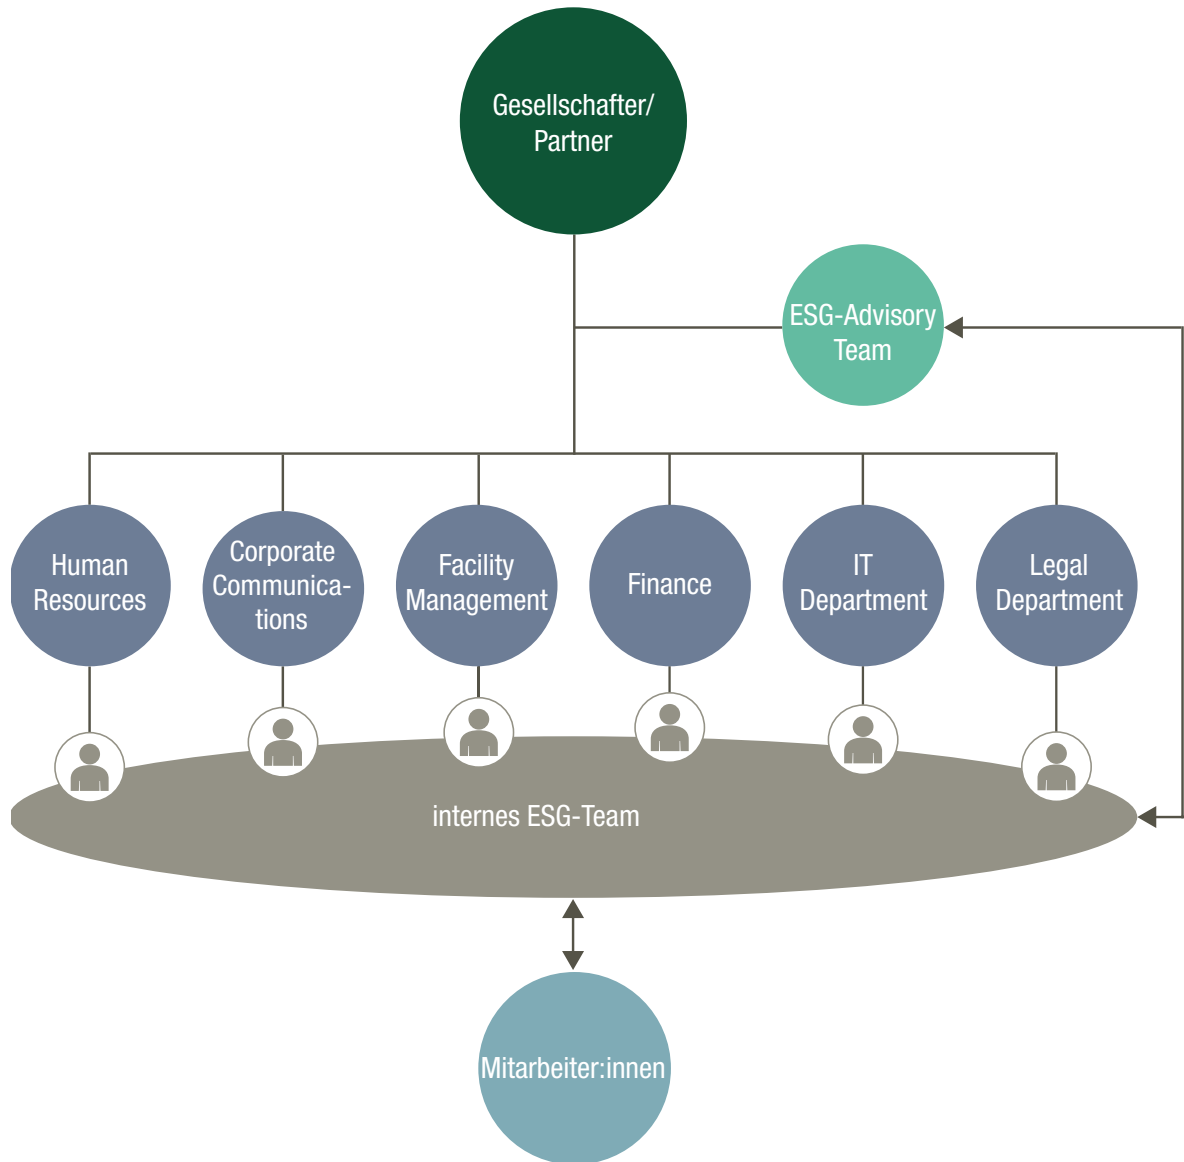 Gesellschafter/
Partner
ESG-Advisory
Team
Human
Resources
Corporate
Communica-
tions
Facility
Management
Finance
IT
Department
Legal
Department
internes ESG-Team
Mitarbeiter:innen